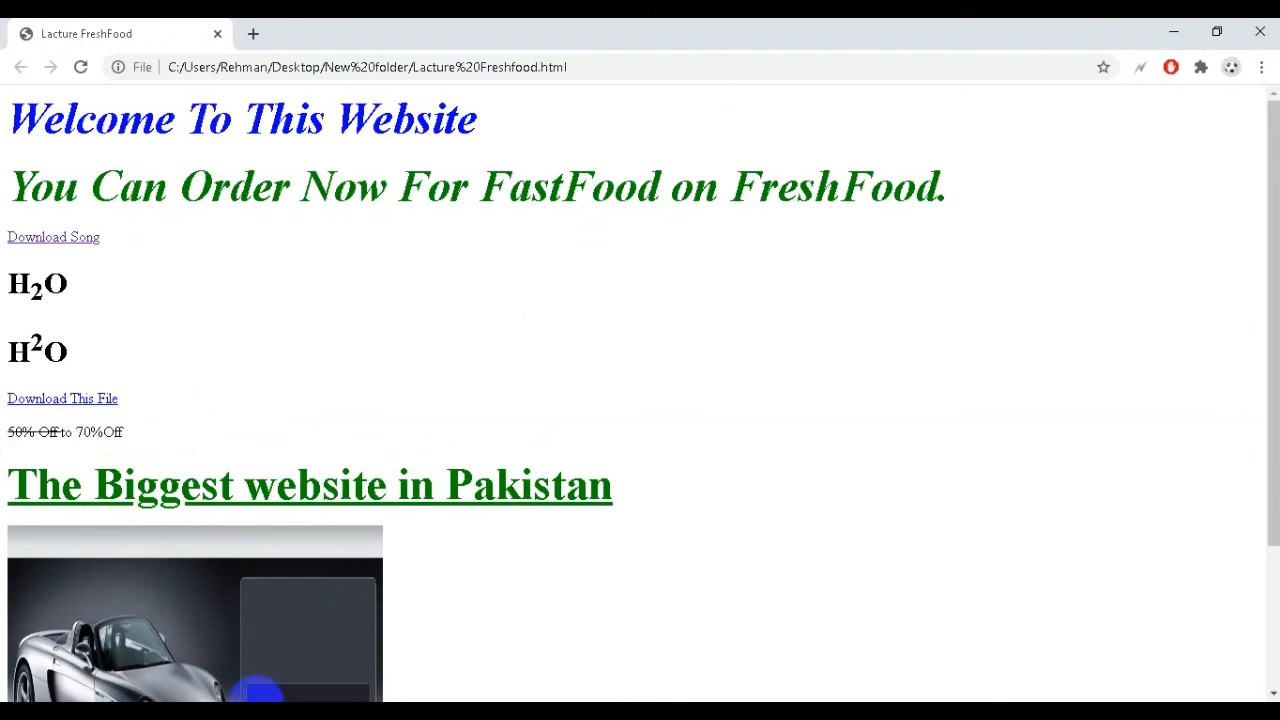 Lacture FreshFood
File C:/Users/Rehman/Desktop/New%20folder/Lacture%20Freshfood.html
Welcome To This Website
You Can Order Now For FastFood on FreshFood.
Download Song
H₂O
H²O
Download This File
50% Off to 70%Off
The Biggest website in Pakistan